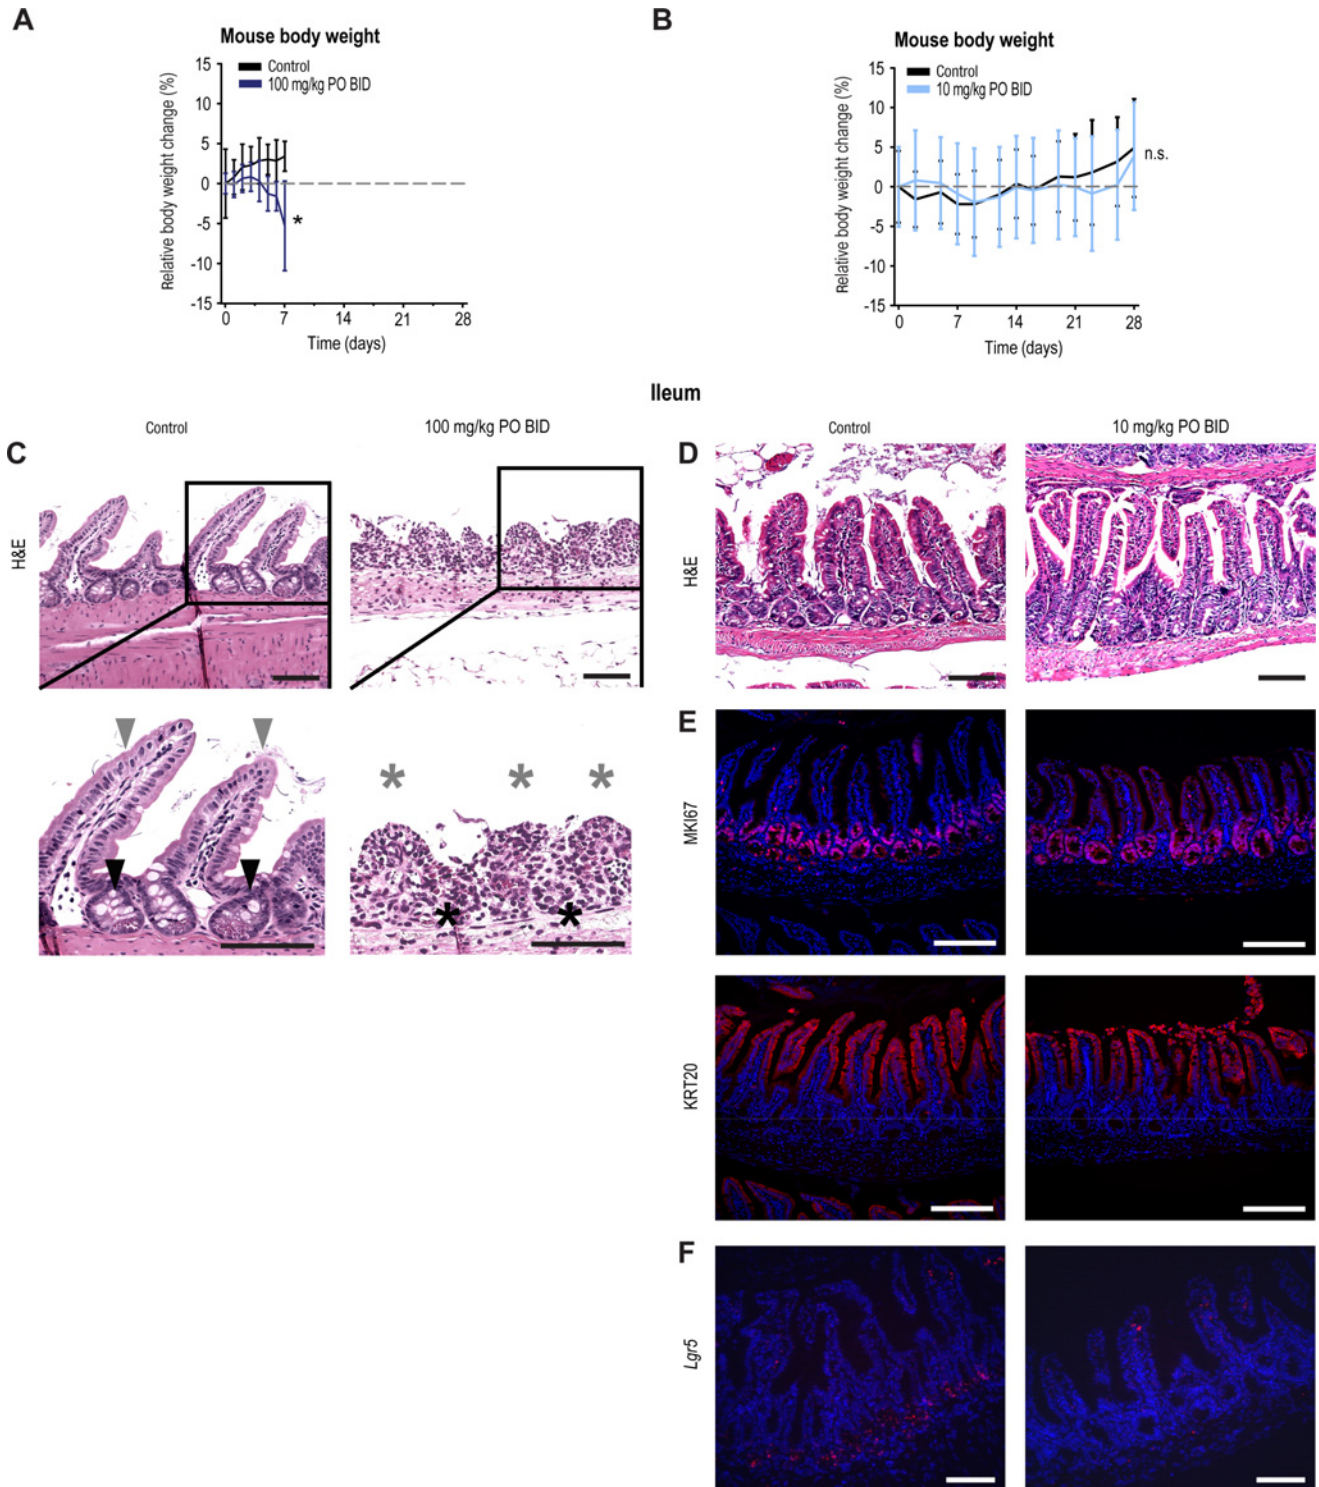 A
Mouse body weight
Control
100 mg/kg PO BID
Relative body weight change (%)
15
10
5
0
-5
-10
-15
*
0
7
14
21
28
Time (days)
B
Mouse body weight
Control
10 mg/kg PO BID
Relative body weight change (%)
15
10
5
0
-5
-10
-15
n.s.
0
7
14
21
28
Time (days)
Ileum
Control
100 mg/kg PO BID
C
H&E
* * *
* *
Control
10 mg/kg PO BID
D
H&E
E
MKI67
KRT20
F
Lgr5